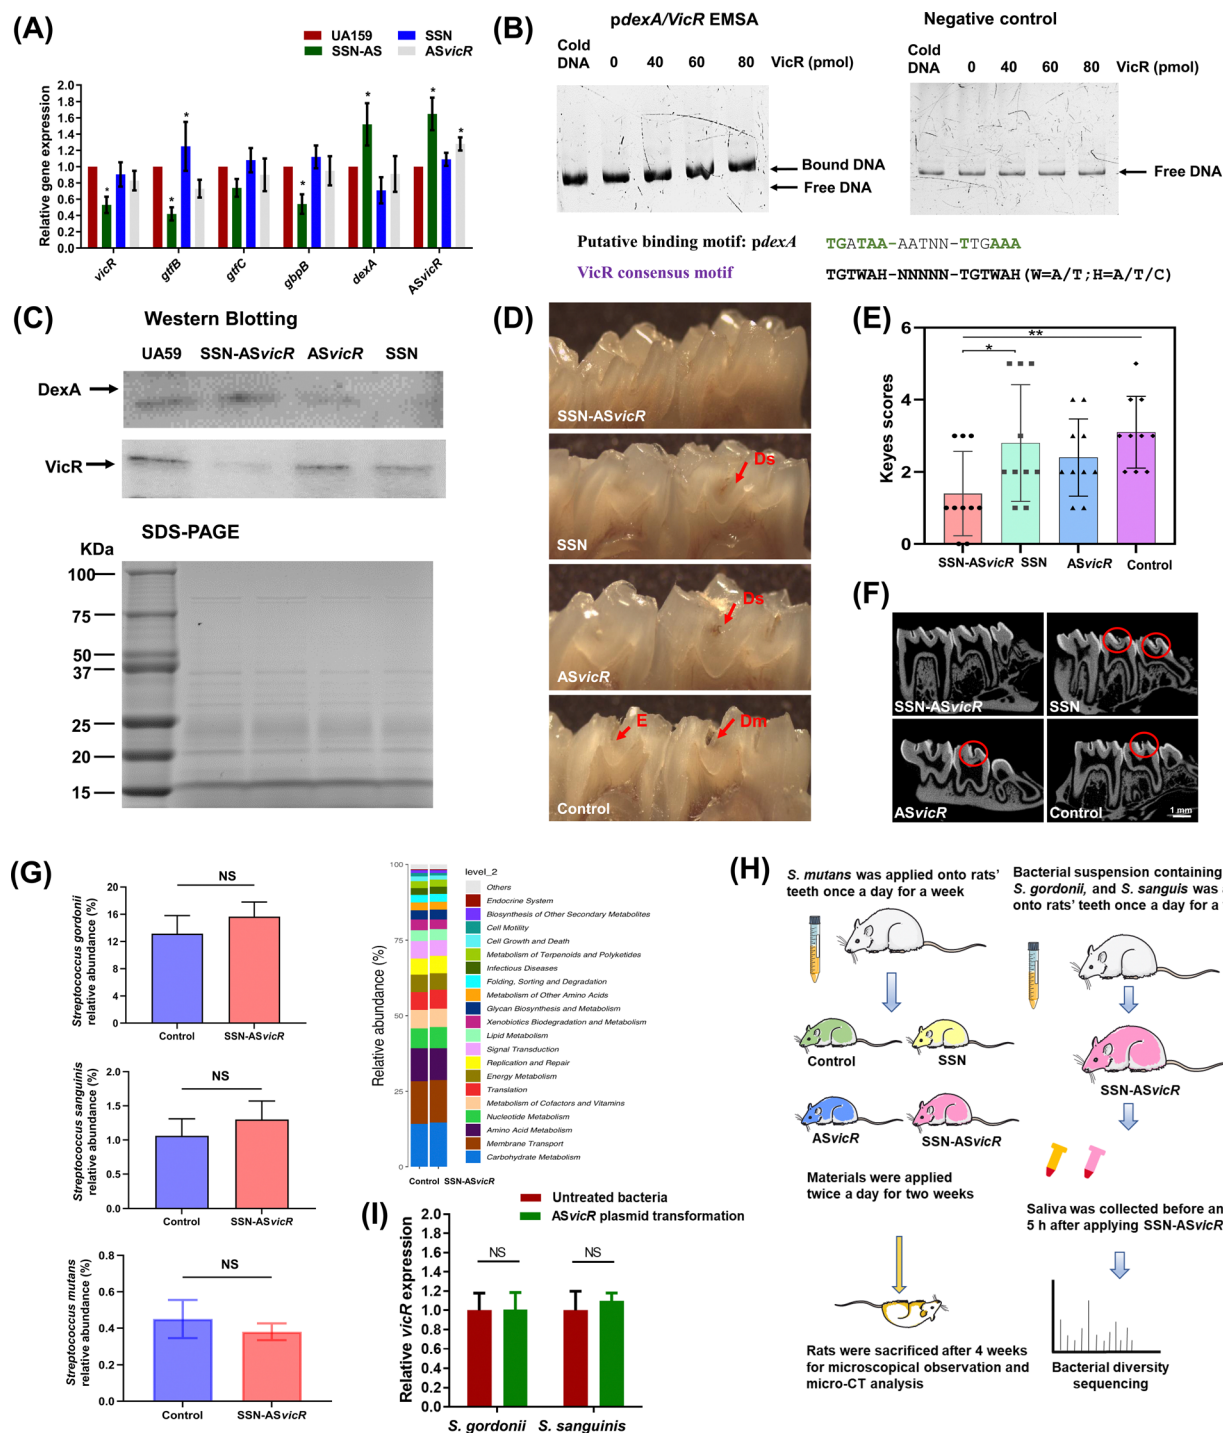 (A)
UA159
SSN
SSN-AS
ASvicR
Relative gene expression
2.0
1.8
1.6
1.4
1.2
1.0
0.8
0.6
0.4
0.2
0.0
*
*
*
*
*
*
*
vicR
gtfB
gtfC
gbpB
dexA
ASvicR
(B)
pdexA/VicR EMSA
Negative control
Cold DNA 0 40 60 80 VicR (pmol)
Cold DNA 0 40 60 80 VicR (pmol)
Bound DNA
Free DNA
Free DNA
Putative binding motif: pdexA TGATAA-AATNN-TTGAAA
VicR consensus motif TGTWAH-NNNNN-TGTWAH (W=A/T;H=A/T/C)
(C)
Western Blotting
UA59 SSN-ASvicR ASvicR SSN
DexA
VicR
SDS-PAGE
KDa
100
75
50
37
25
20
15
(D)
SSN-ASvicR
Ds
SSN
Ds
ASvicR
E
Dm
Control
(E)
Keyes scores
6
4
2
0
**
*
SSN-ASvicR SSN ASvicR Control
(F)
SSN-ASvicR
SSN
ASvicR
Control
1 mm
(G)
Streptococcus gordonii
relative abundance (%)
20
16
12
8
4
0
NS
Control SSN-ASvicR
Streptococcus sanguinis
relative abundance (%)
2.0
1.5
1.0
0.5
0.0
NS
Control SSN-ASvicR
Streptococcus mutans
relative abundance (%)
0.8
0.6
0.4
0.2
0.0
NS
Control SSN-ASvicR
Relative abundance (%)
100
75
50
25
0
Control SSN-ASvicR
level_2
Others
Endocrine System
Biosynthesis of Other Secondary Metabolites
Cell Motility
Cell Growth and Death
Metabolism of Terpenoids and Polyketides
Infectious Diseases
Folding, Sorting and Degradation
Metabolism of Other Amino Acids
Glycan Biosynthesis and Metabolism
Xenobiotics Biodegradation and Metabolism
Lipid Metabolism
Signal Transduction
Replication and Repair
Energy Metabolism
Translation
Metabolism of Cofactors and Vitamins
Nucleotide Metabolism
Amino Acid Metabolism
Membrane Transport
Carbohydrate Metabolism
(H)
S. mutans was applied onto rats'
teeth once a day for a week
Control
SSN
ASvicR
SSN-ASvicR
Materials were applied
twice a day for two weeks
Rats were sacrificed after 4 weeks
for microscopical observation and
micro-CT analysis
Bacterial suspension containing
S. gordonii, and S. sanguis was
onto rats' teeth once a day for a
SSN-ASvicR
Saliva was collected before
5 h after applying SSN-ASvicR
Bacterial diversity
sequencing
(I)
Untreated bacteria
ASvicR plasmid transformation
Relative vicR expression
2.0
1.8
1.6
1.4
1.2
1.2
1.0
0.8
0.6
0.4
0.2
0.0
NS
NS
S. gordonii S. sanguinis